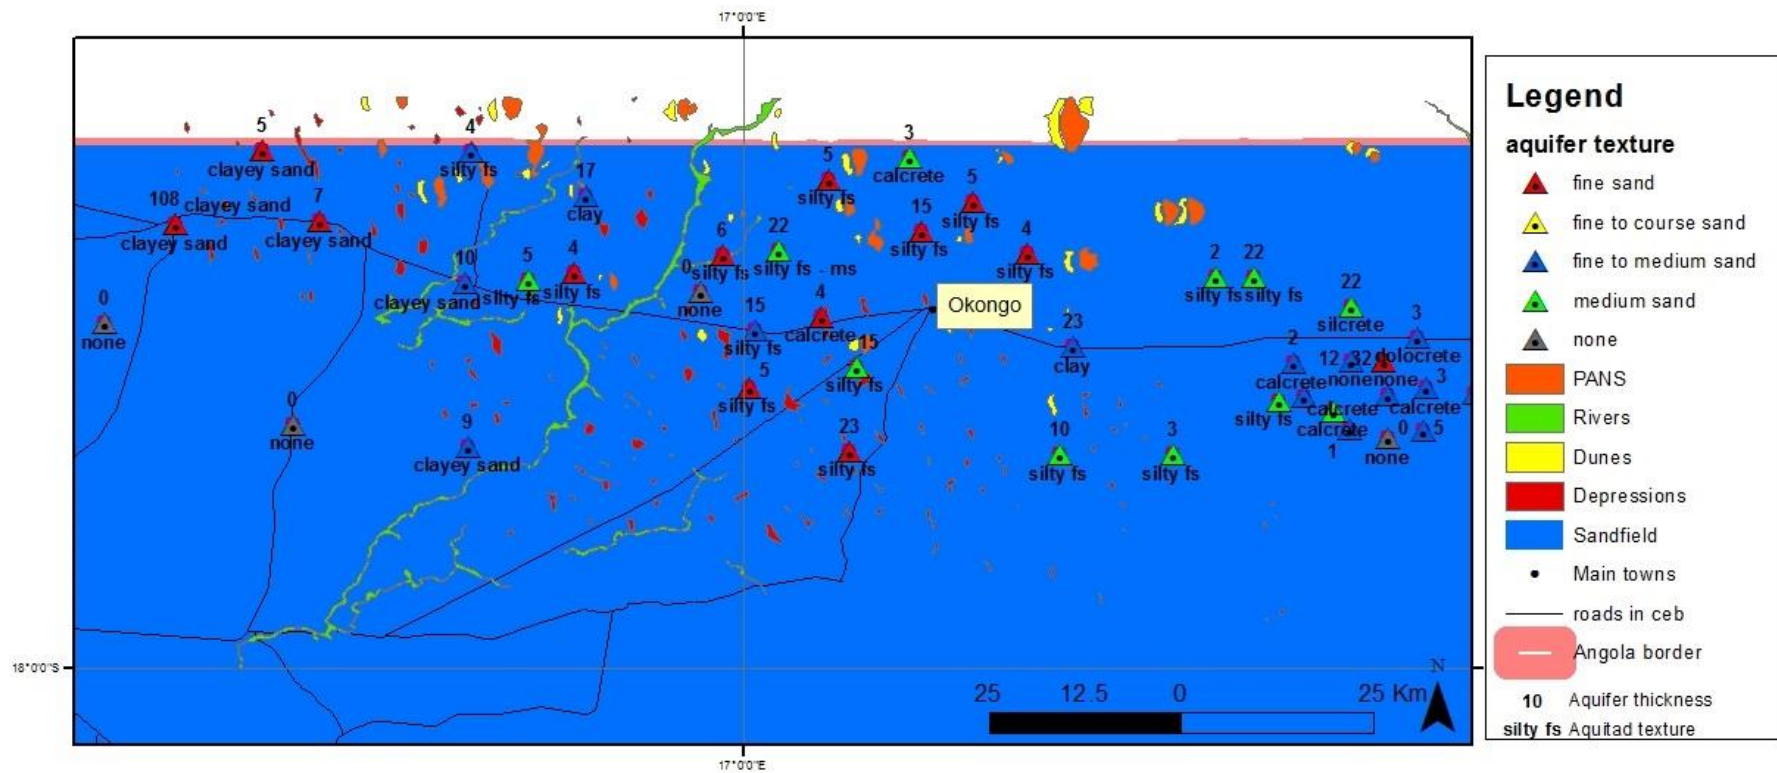 17°0'0"E
5
4
3
clayey sand
silty fs
17
5
calcrete
5
108 clayey sand
7
clay
silty fs
15
silty fs
clayey sand
clayey sand
6
22
silty fs
4
10
5
4
0
silty fs
silty fs - ms
silty fs
2
22
clayey sand
silty fs
silty fs
none
silty fs
silty fs
22
0
15
4
Okongo
silcrete
3
none
silty fs
calcrete
23
clay
2
12
32
dolocrete
15
5
silty fs
calcrete
none
none
3
silty fs
silty fs
calcrete
calcrete
0
none
9
clayey sand
23
silty fs
10
silty fs
3
silty fs
calcrete
1
0
5
none
18°0'0"S
N
25 12.5 0 25 Km
17°0'0"E
Legend
aquifer texture
fine sand
fine to course sand
fine to medium sand
medium sand
none
PANS
Rivers
Dunes
Depressions
Sandfield
Main towns
roads in ceb
Angola border
10 Aquifer thickness
silty fs Aquitad texture